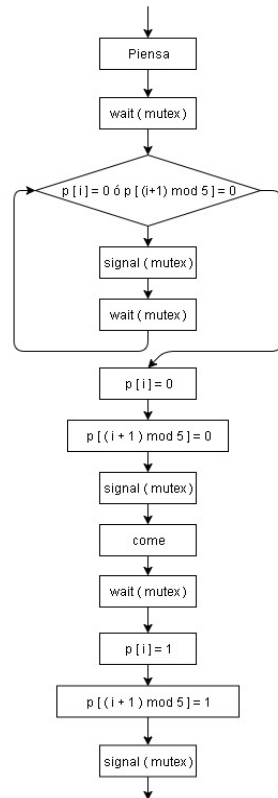 Piensa
wait ( mutex )
p [ i ] = 0 ó p [ (i+1) mod 5 ] = 0
signal ( mutex )
wait ( mutex )
p [ i ] = 0
p [ ( i + 1 ) mod 5 ] = 0
signal ( mutex )
come
wait ( mutex )
p [ i ] = 1
p [ ( i + 1 ) mod 5 ] = 1
signal ( mutex )